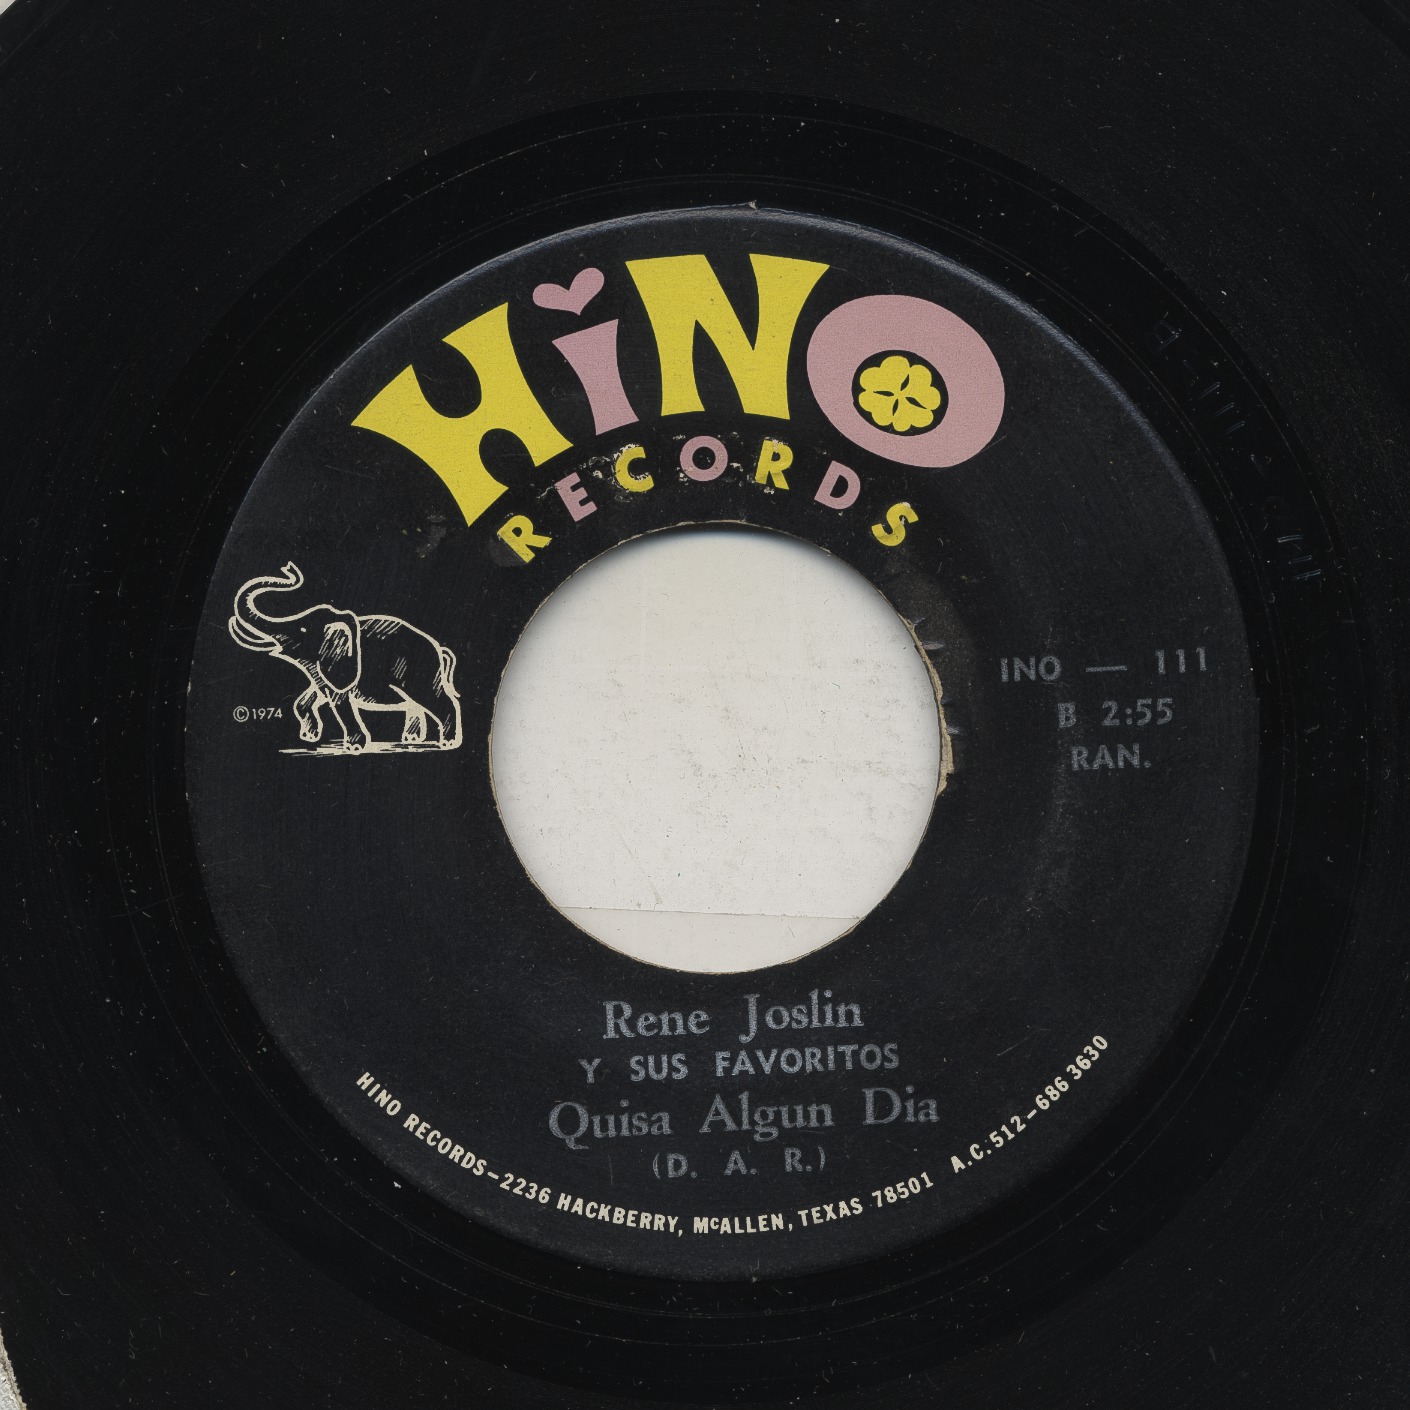 HiNO
RECORDS
©1974
INO — 111
B 2:55
RAN.
Rene Joslin
Y SUS FAVORITOS
Quisa Algun Dia
(D. A. R.)
HINO RECORDS-2236 HACKBERRY, McALLEN, TEXAS 78501 A.C. 512-686 3630